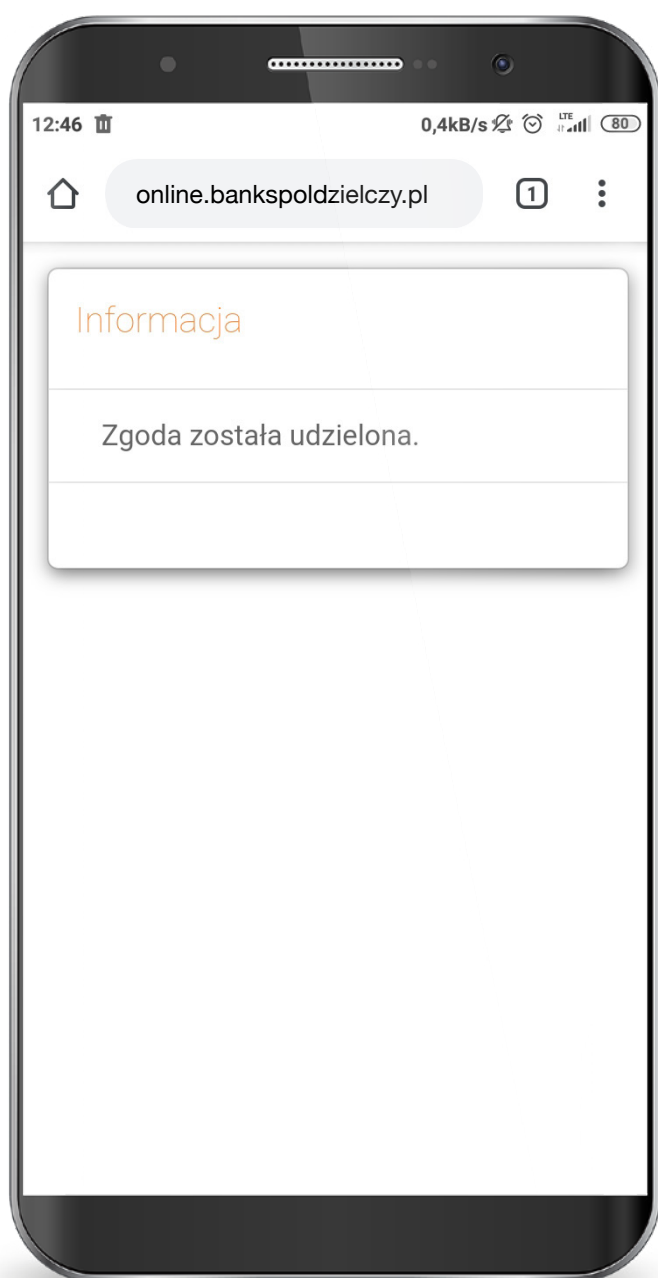 12:46 0,4kB/s LTE 80
online.bankspoldzielczy.pl 1
Informacja
Zgoda została udzielona.